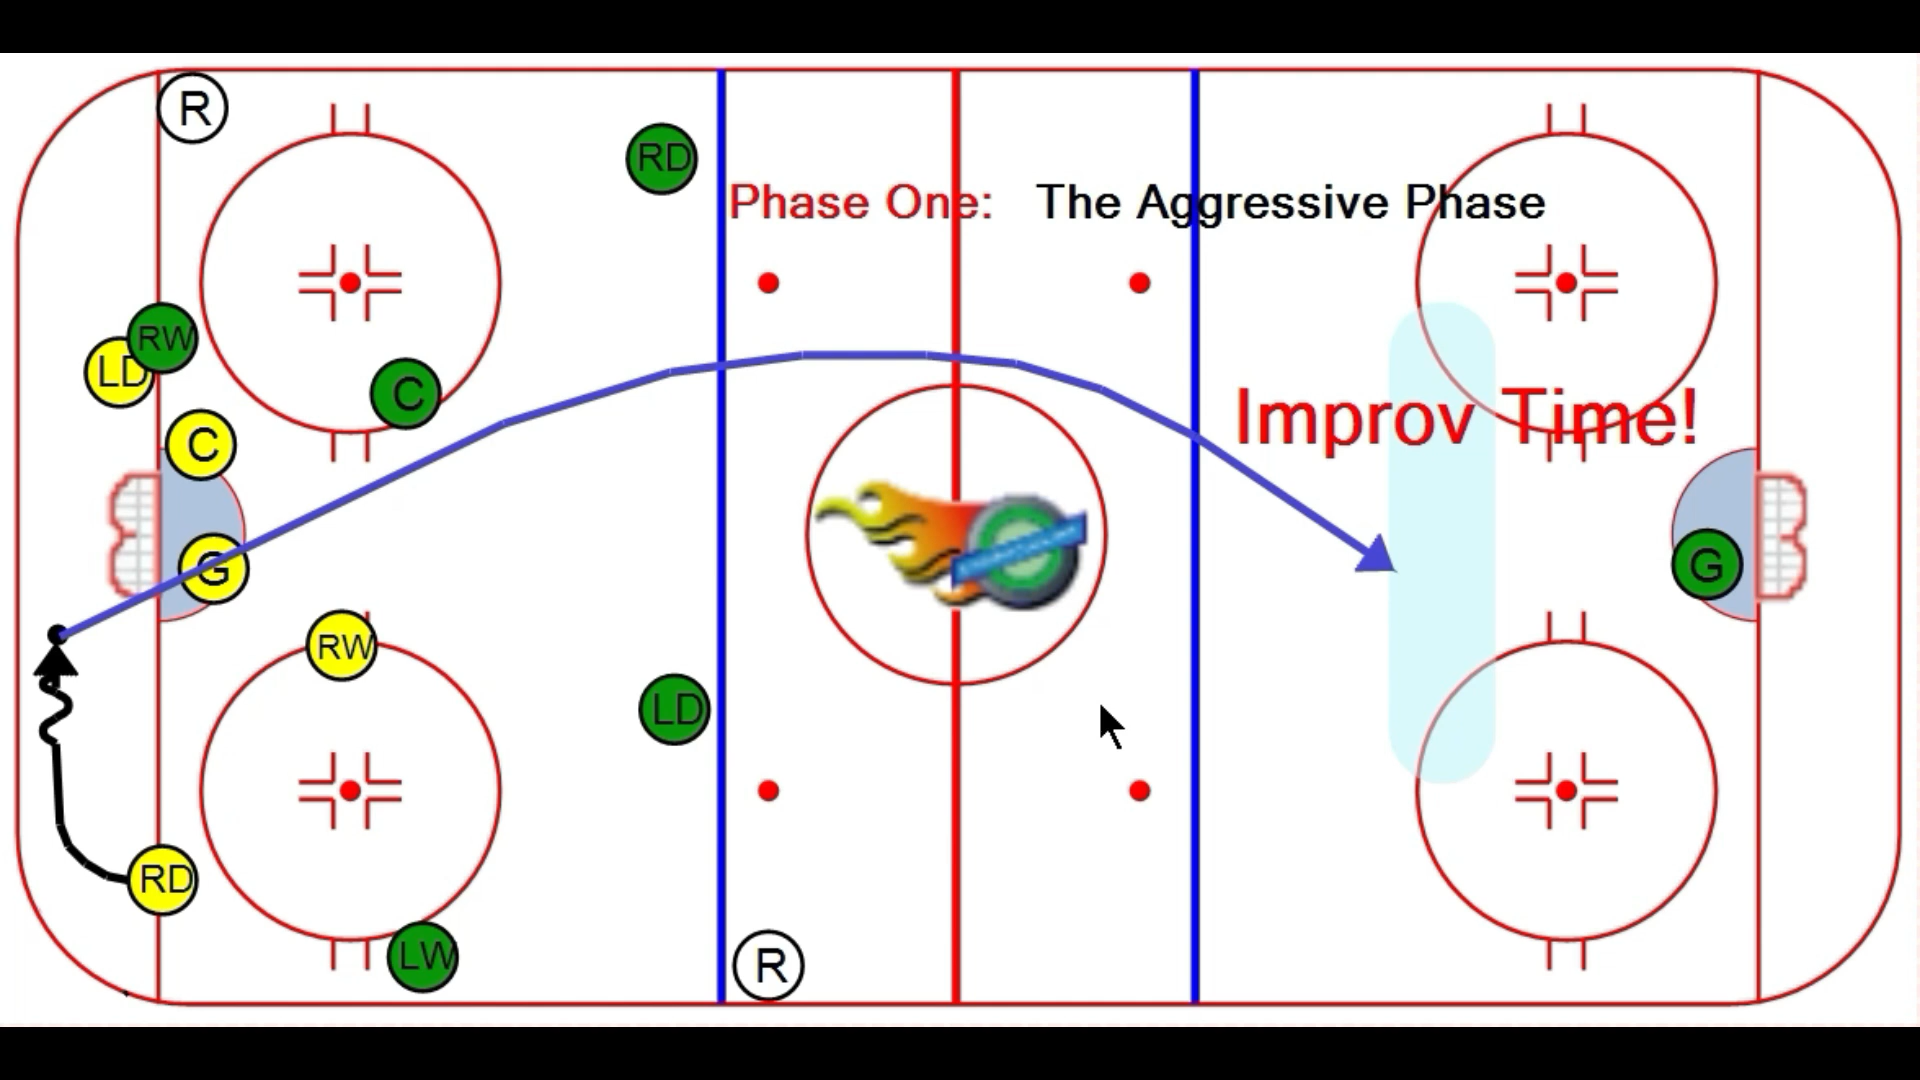 R
RD
Phase One: The Aggressive Phase
RW
LD
C
C
Improv Time!
G
G
RW
LD
RD
LW
R